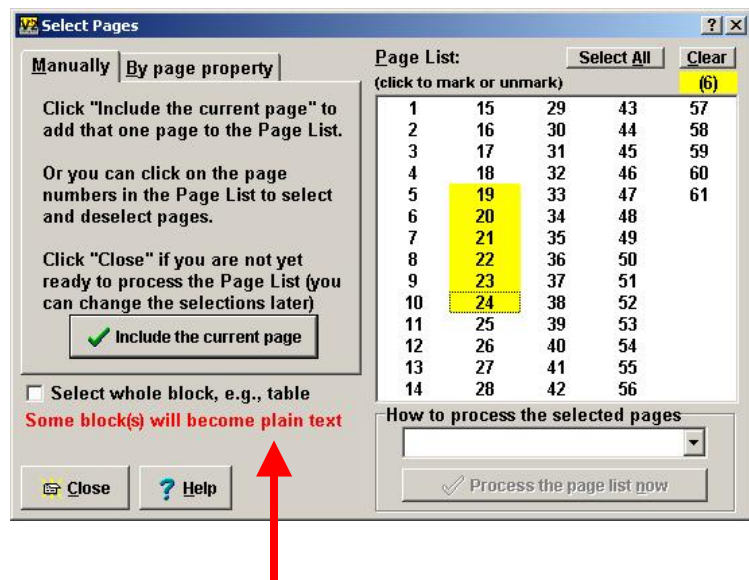 Select Pages
Manually
By page property
Click "Include the current page" to
add that one page to the Page List.
Or you can click on the page
numbers in the Page List to select
and deselect pages.
Click "Close" if you are not yet
ready to process the Page List (you
can change the selections later)
Include the current page
Select whole block, e.g., table
Some block(s) will become plain text
Close
? Help
Page List:
Select All
Clear
(click to mark or unmark)
(6)
1 15 29 43 57
2 16 30 44 58
3 17 31 45 59
4 18 32 46 60
5 19 33 47 61
6 20 34 48
7 21 35 49
8 22 36 50
9 23 37 51
10 24 38 52
11 25 39 53
12 26 40 54
13 27 41 55
14 28 42 56
How to process the selected pages
Process the page list now